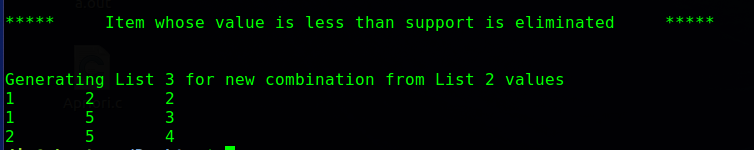 *****     Item whose value is less than support is eliminated     *****
Generating List 3 for new combination from List 2 values
1       2       2
1       5       3
2       5       4